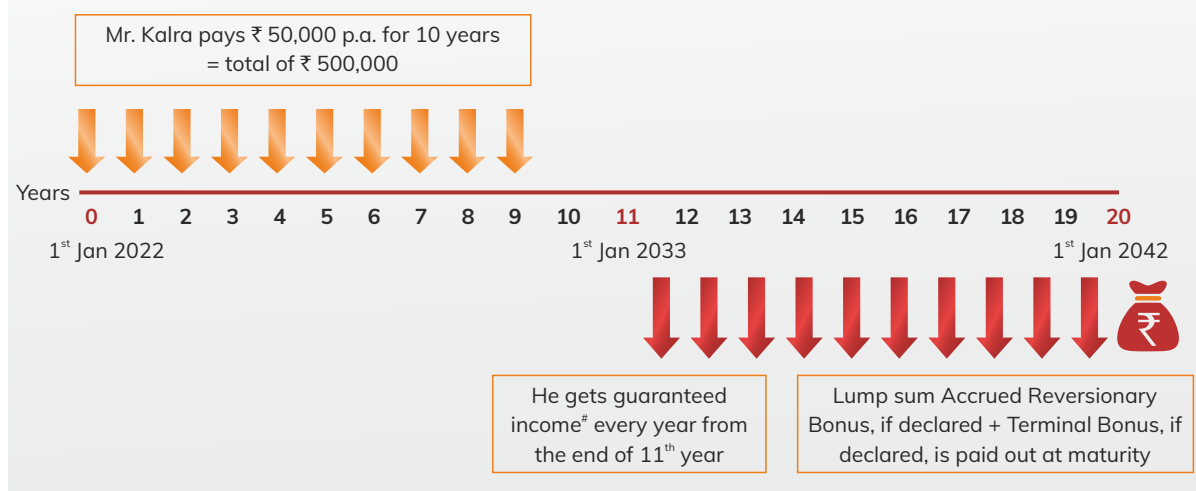 Mr. Kalra pays ₹ 50,000 p.a. for 10 years
= total of ₹ 500,000
Years
0 1 2 3 4 5 6 7 8 9 10 11 12 13 14 15 16 17 18 19 20
1st Jan 2022 1st Jan 2033 1st Jan 2042
₹
He gets guaranteed
income# every year from
the end of 11th year
Lump sum Accrued Reversionary
Bonus, if declared + Terminal Bonus, if
declared, is paid out at maturity